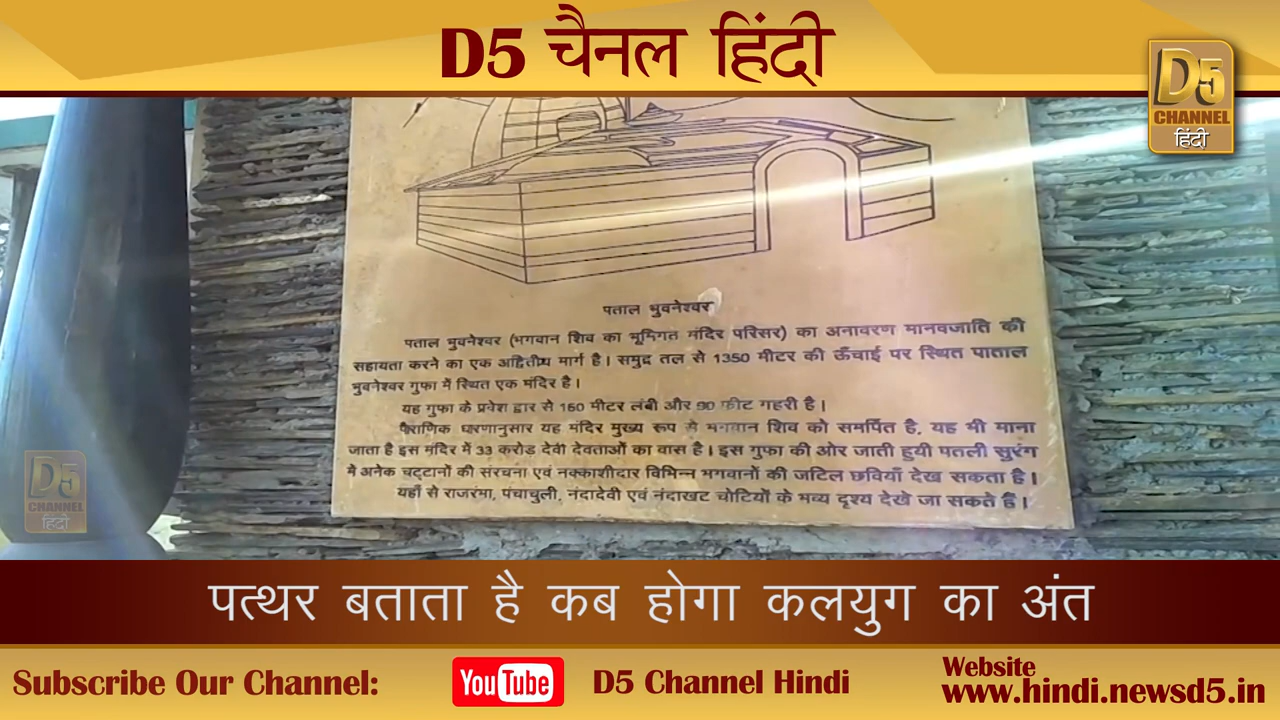 D5 चैनल हिंदी
D5
CHANNEL
हिंदी
पताल भुवनेश्वर
पताल भुवनेश्वर (भगवान शिव का भूमिगत मंदिर परिसर) का अनावरण मानवजाति की
सहायता करने का एक अद्वितीय मार्ग है। समुद्र तल से 1350 मीटर की ऊँचाई पर स्थित पाताल
भुवनेश्वर गुफा में स्थित एक मंदिर है।
यह गुफा के प्रवेश द्वार से 160 मीटर लंबी और 90 फीट गहरी है।
पैराणिक धारणानुसार यह मंदिर मुख्य रूप से भगवान शिव को समर्पित है, यह भी माना
जाता है इस मंदिर में 33 करोड़ देवी देवताओं का वास है। इस गुफा की ओर जाती हुयी पतली सुरंग
में अनेक चट्टानों की संरचना एवं नक्काशीदार विभिन्न भगवानों की जटिल छवियाँ देख सकता है।
यहाँ से राजरंमा, पंचाचुली, नंदादेवी एवं नंदाखट चोटियों के भव्य दृश्य देखे जा सकते हैं।
D5
CHANNEL
हिंदी
पत्थर बताता है कब होगा कलयुग का अंत
Subscribe Our Channel:
YouTube
D5 Channel Hindi
Website
www.hindi.newsd5.in